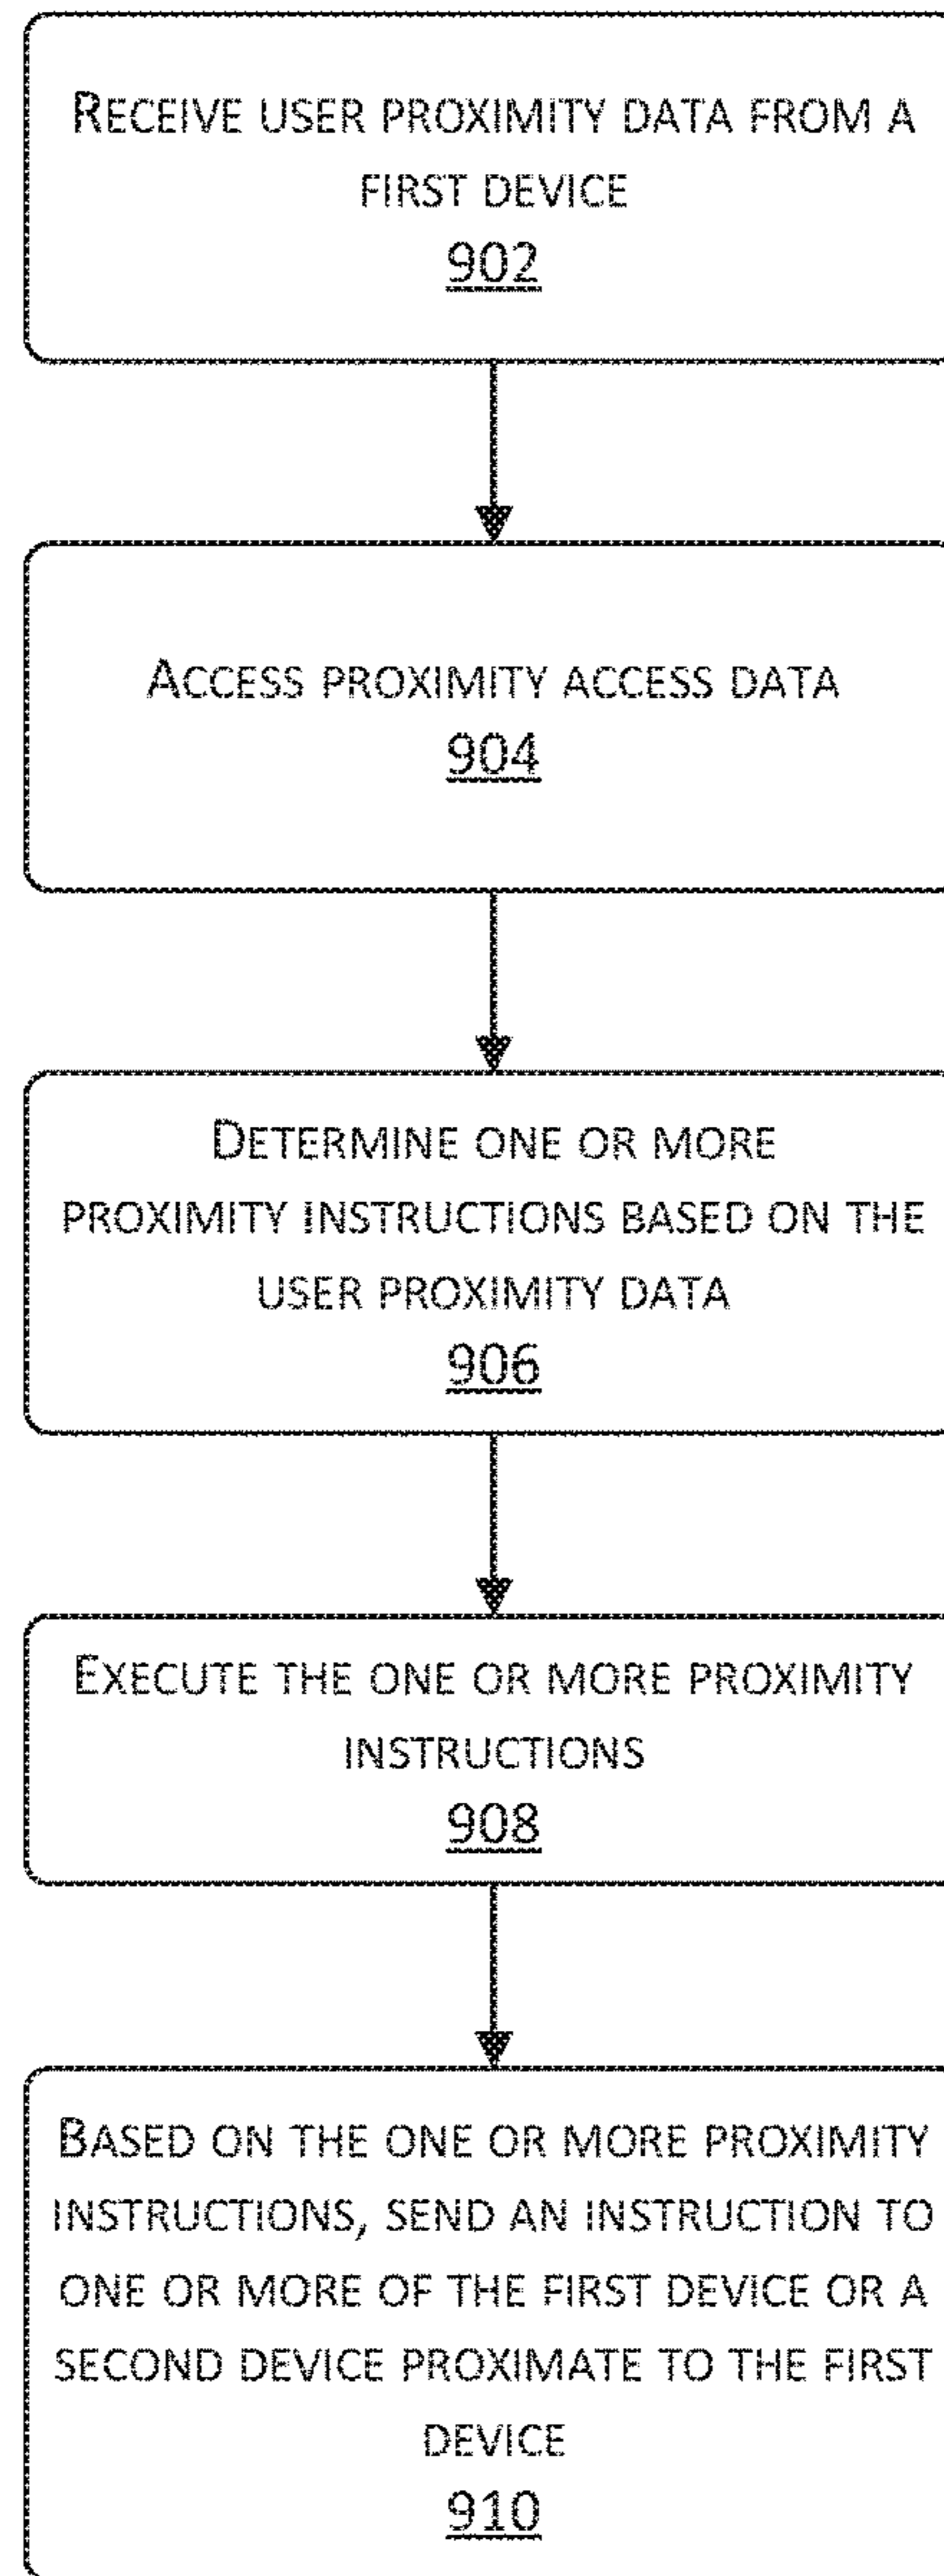 RECEIVE USER PROXIMITY DATA FROM A
FIRST DEVICE
902
ACCESS PROXIMITY ACCESS DATA
904
DETERMINE ONE OR MORE
PROXIMITY INSTRUCTIONS BASED ON THE
USER PROXIMITY DATA
906
EXECUTE THE ONE OR MORE PROXIMITY
INSTRUCTIONS
908
BASED ON THE ONE OR MORE PROXIMITY
INSTRUCTIONS, SEND AN INSTRUCTION TO
ONE OR MORE OF THE FIRST DEVICE OR A
SECOND DEVICE PROXIMATE TO THE FIRST
DEVICE
910